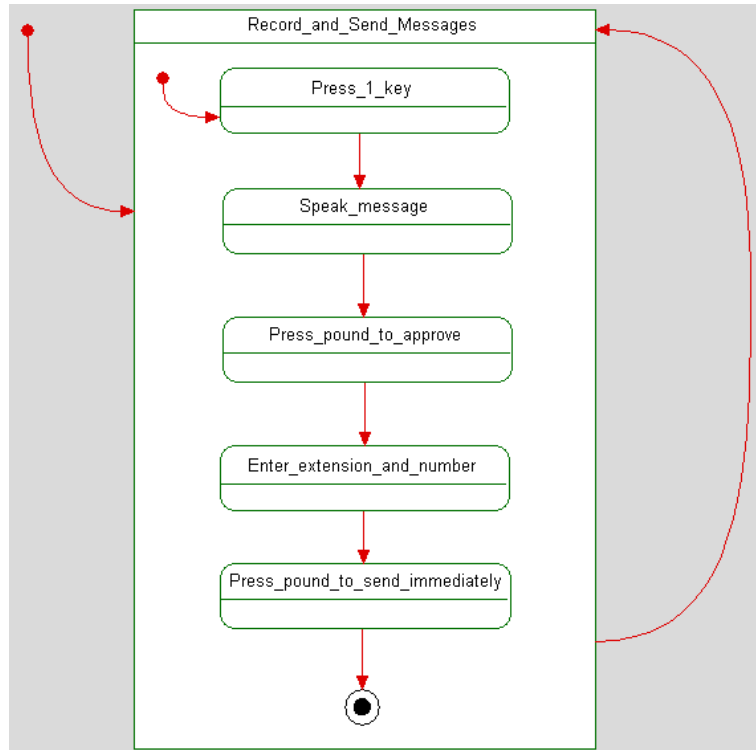 Record_and_Send_Messages
Press_1_key
Speak_message
Press_pound_to_approve
Enter_extension_and_number
Press_pound_to_send_immediately